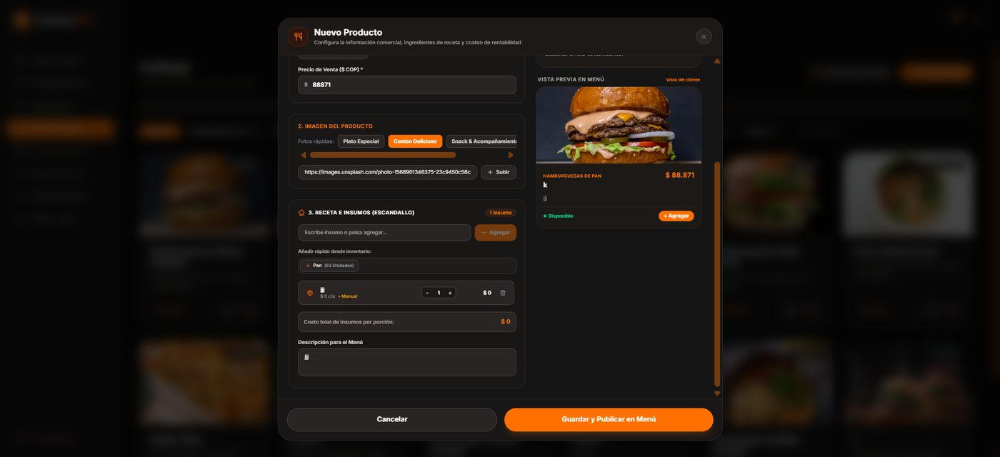 Nuevo Producto
Configura la información comercial, ingredientes de receta y costeo de rentabilidad
Precio de Venta ($ COP) *
$ 88871
2. IMAGEN DEL PRODUCTO
Fotos rápidas: Plato Especial Combo Delicioso Snack & Acompañamient
https://images.unsplash.com/photo-1568901346375-23c9450c58c + Subir
3. RECETA E INSUMOS (ESCANDALLO) 1 insumo
Escribe insumo o pulsa agregar... + Agregar
Añadir rápido desde inventario:
+ Pan (53 Unidades)
jjj
$ 0 c/u • Manual - 1 + $ 0
Costo total de insumos por porción: $ 0
Descripción para el Menú
jjj
VISTA PREVIA EN MENÚ Vista del cliente
HAMBURGUESAS DE PAN $ 88.871
k
jjj
Disponible + Agregar
Cancelar Guardar y Publicar en Menú